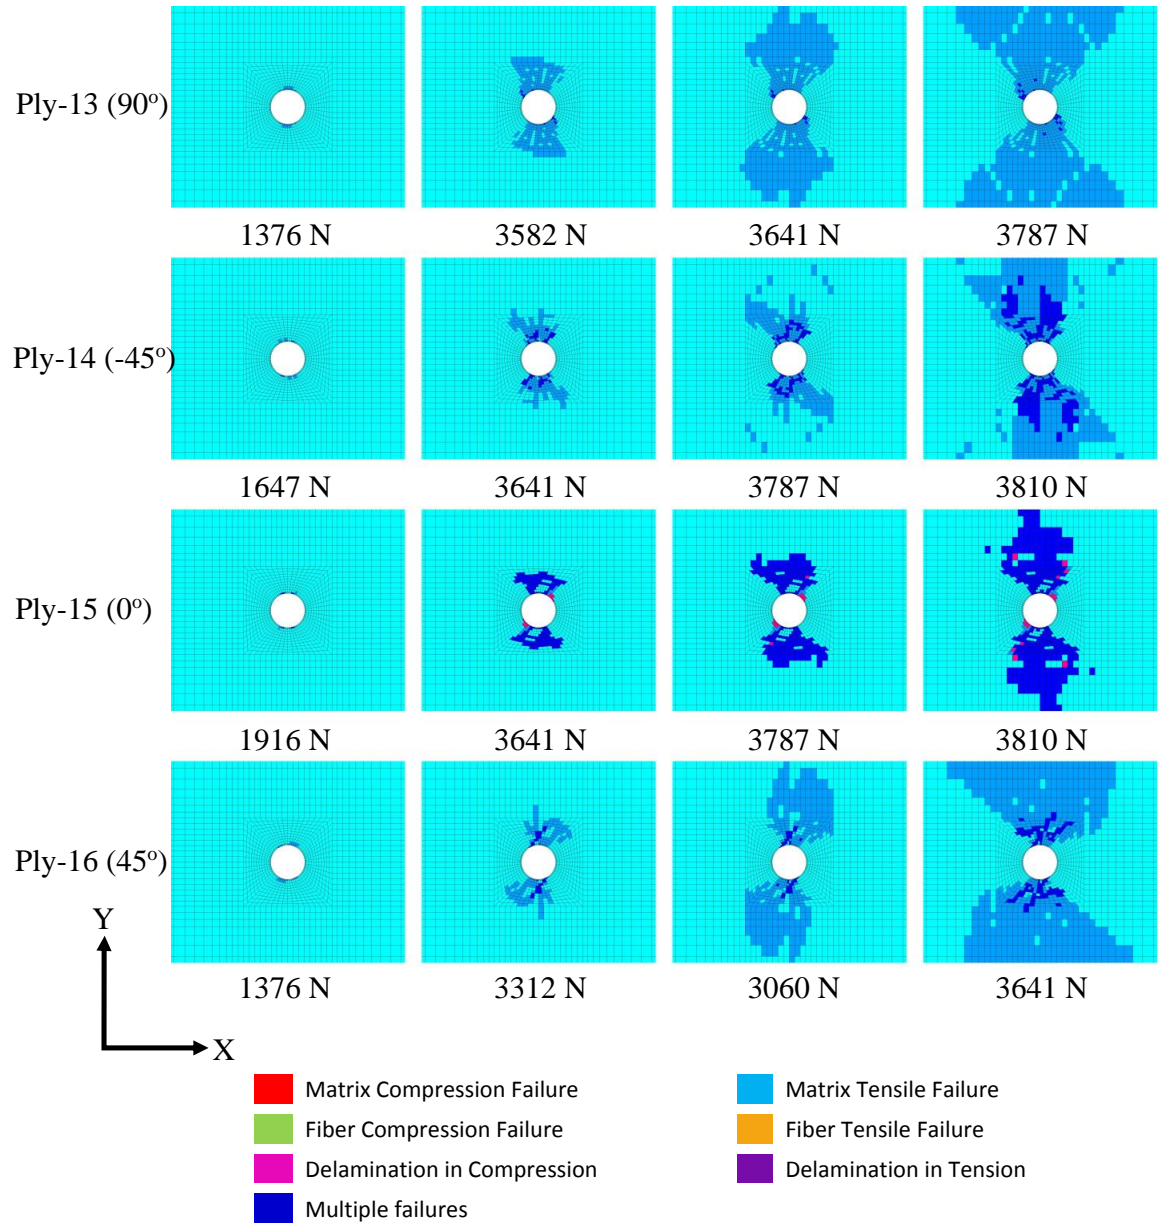 Ply-13 (90°)
1376 N 3582 N 3641 N 3787 N
Ply-14 (-45°)
1647 N 3641 N 3787 N 3810 N
Ply-15 (0°)
1916 N 3641 N 3787 N 3810 N
Ply-16 (45°)
Y
1376 N 3312 N 3060 N 3641 N
X
Matrix Compression Failure Matrix Tensile Failure
Fiber Compression Failure Fiber Tensile Failure
Delamination in Compression Delamination in Tension
Multiple failures